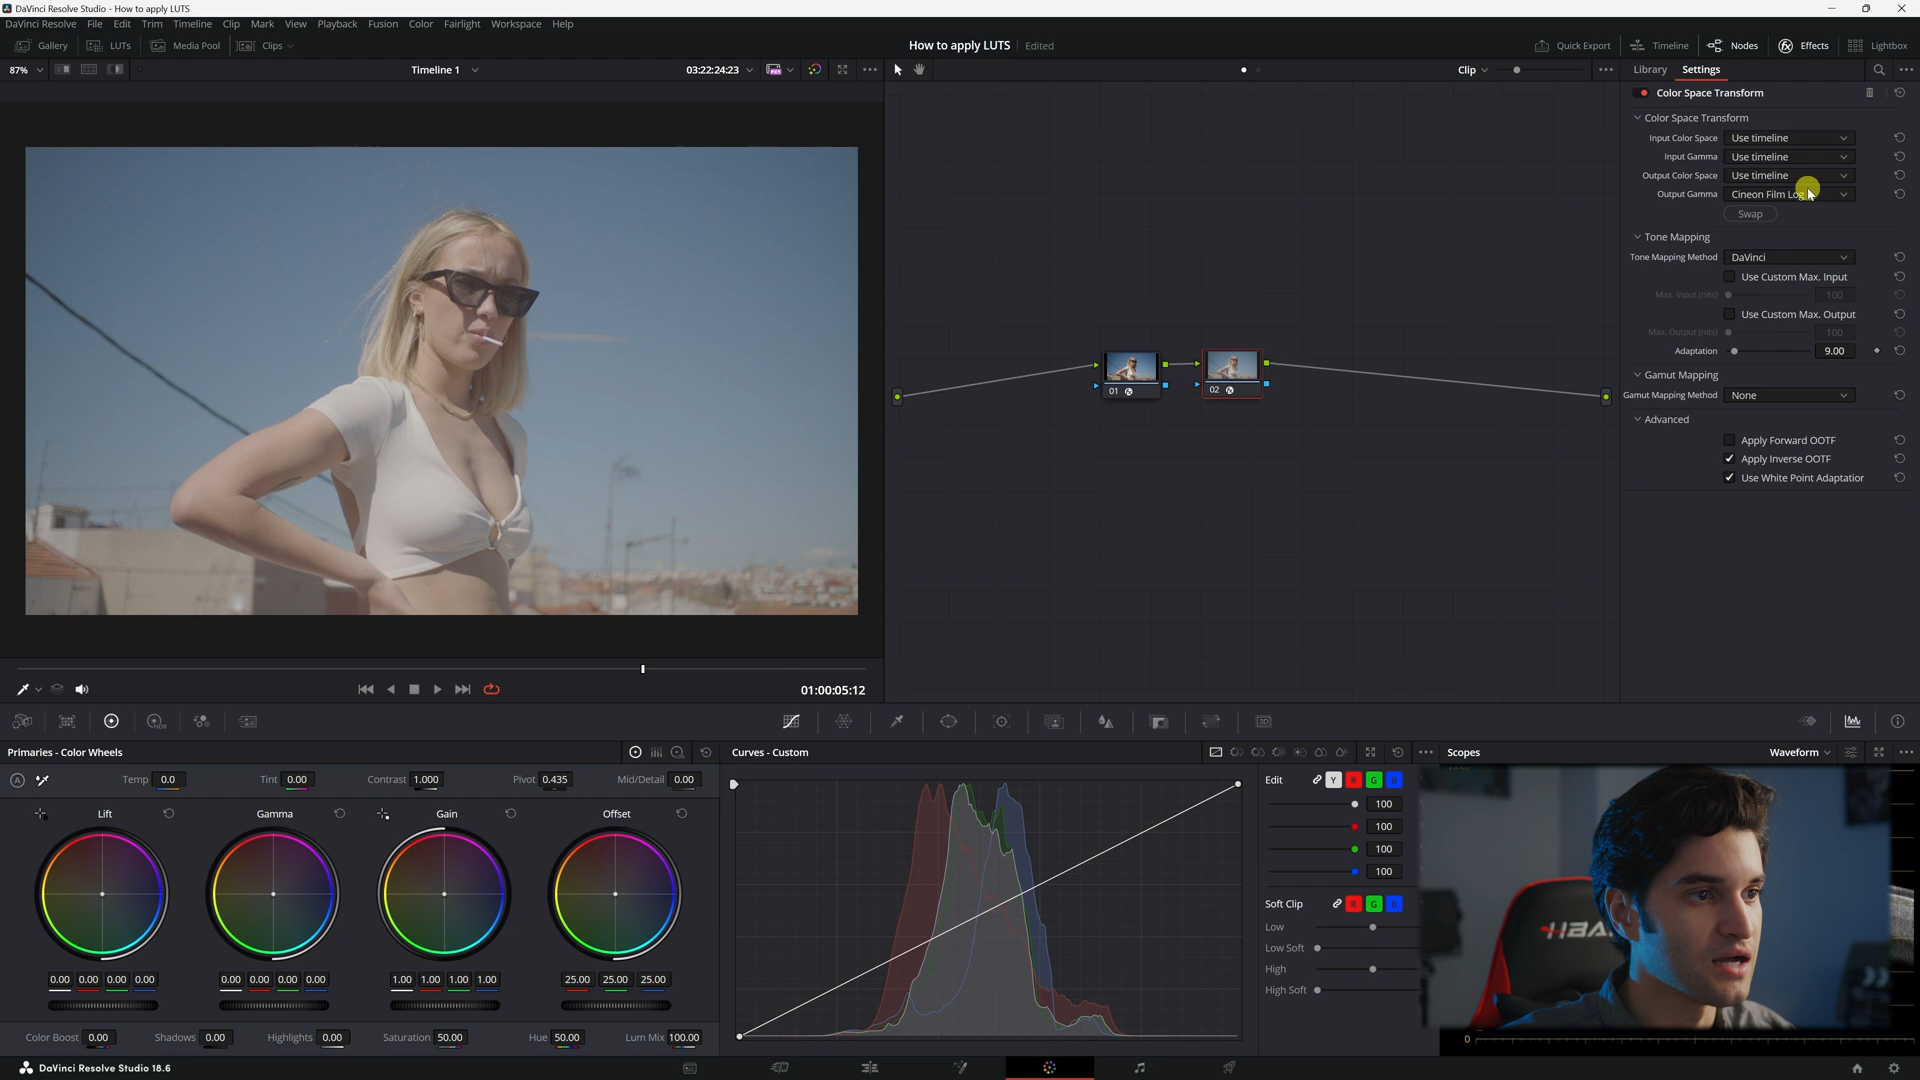 DaVinci Resolve Studio - How to apply LUTS
DaVinci Resolve File Edit Trim Timeline Clip Mark View Playback Fusion Color Fairlight Workspace Help
Gallery LUTs Media Pool Clips How to apply LUTS Edited Quick Export Timeline Nodes Effects Lightbox
87% Timeline 1 03:22:24:23 Clip Library Settings
Color Space Transform
Color Space Transform
Input Color Space Use timeline
Input Gamma Use timeline
Output Color Space Use timeline
Output Gamma Cineon Film Log
Swap
Tone Mapping
Tone Mapping Method DaVinci
Use Custom Max. Input
Max. Input (nits) 100
Use Custom Max. Output
Max. Output (nits) 100
Adaptation 9.00
Gamut Mapping
Gamut Mapping Method None
Advanced
Apply Forward OOTF
Apply Inverse OOTF
Use White Point Adaptation
01 02
01:00:05:12
HDR
3D
Primaries - Color Wheels Curves - Custom Scopes Waveform
A Temp 0.0 Tint 0.00 Contrast 1.000 Pivot 0.435 Mid/Detail 0.00
Edit Y R G B
Lift Gamma Gain Offset
100
100
100
100
Soft Clip R G B
Low
Low Soft
High
High Soft
0.00 0.00 0.00 0.00 0.00 0.00 0.00 0.00 1.00 1.00 1.00 1.00 25.00 25.00 25.00
Color Boost 0.00 Shadows 0.00 Highlights 0.00 Saturation 50.00 Hue 50.00 Lum Mix 100.00
0
DaVinci Resolve Studio 18.6